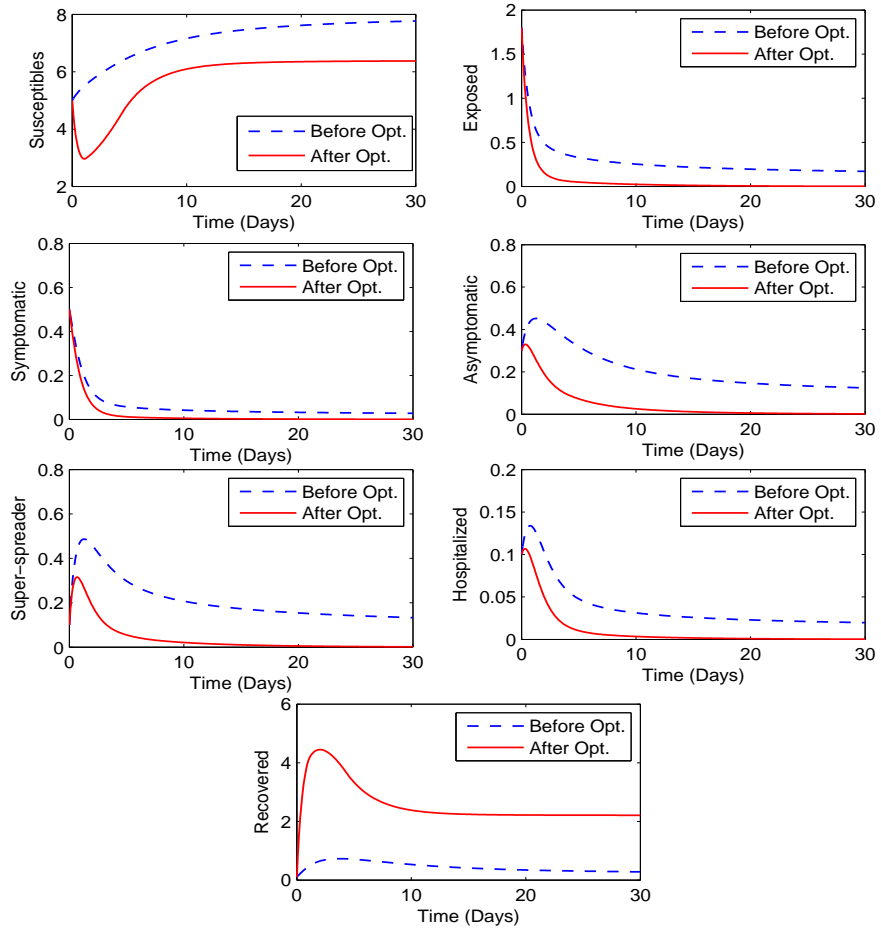 8
6
4
2
0
10
20
30
Susceptibles
Time (Days)
Before Opt.
After Opt.
2
1.5
1
0.5
0
0
10
20
30
Exposed
Time (Days)
Before Opt.
After Opt.
0.8
0.6
0.4
0.2
0
0
10
20
30
Symptomatic
Time (Days)
Before Opt.
After Opt.
0.8
0.6
0.4
0.2
0
0
10
20
30
Asymptomatic
Time (Days)
Before Opt.
After Opt.
0.8
0.6
0.4
0.2
0
0
10
20
30
Super-spreader
Time (Days)
Before Opt.
After Opt.
0.2
0.15
0.1
0.05
0
0
10
20
30
Hospitalized
Time (Days)
Before Opt.
After Opt.
6
4
2
0
0
10
20
30
Recovered
Time (Days)
Before Opt.
After Opt.